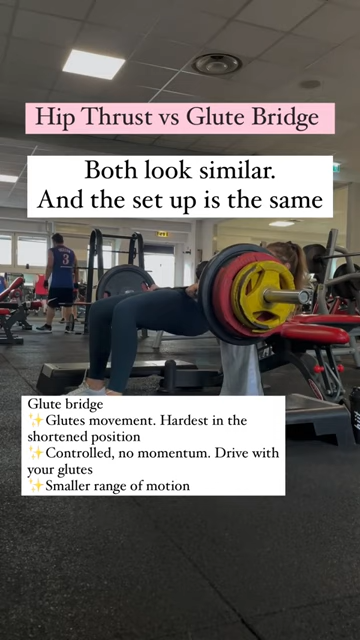 Hip Thrust vs Glute Bridge
Both look similar.
And the set up is the same
3
Glute bridge
✨Glutes movement. Hardest in the
shortened position
✨Controlled, no momentum. Drive with
your glutes
✨Smaller range of motion